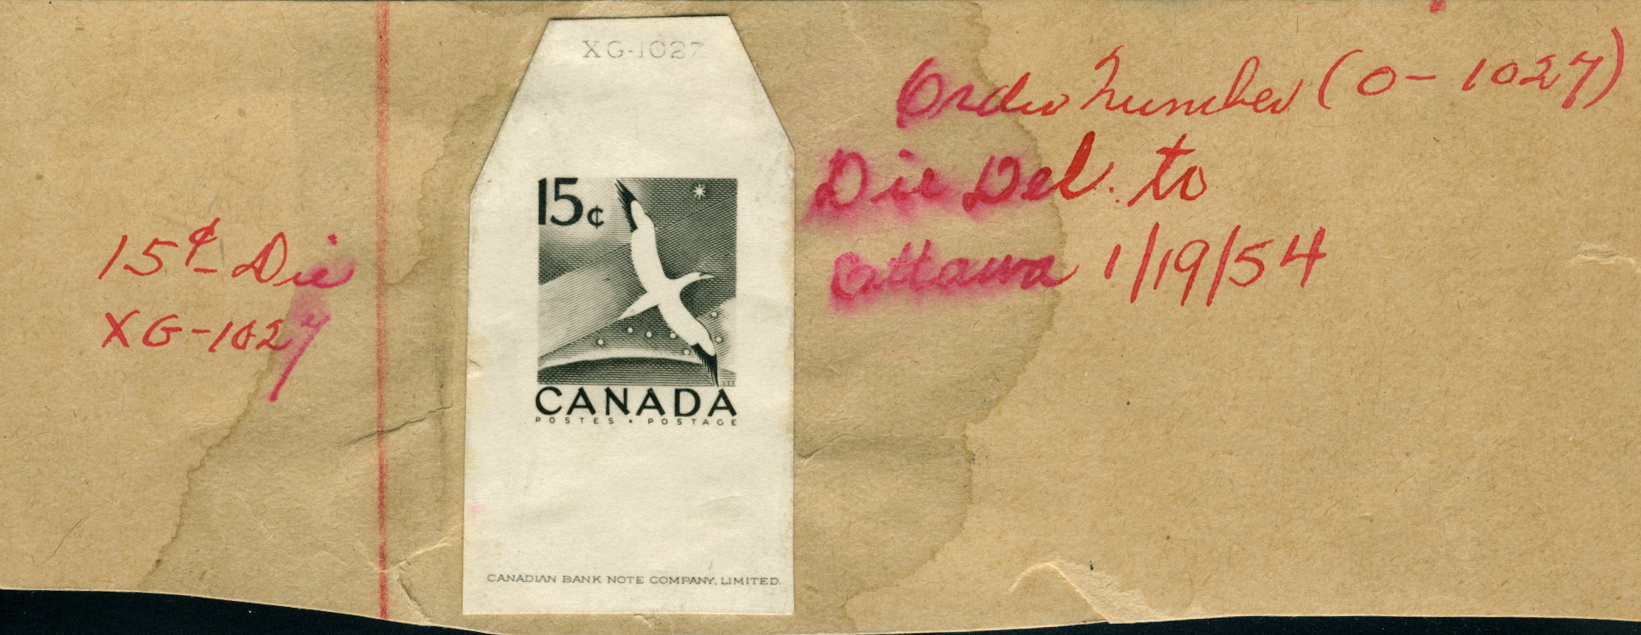 15¢ Die
XG-1027
XG-1027
15¢
CANADA
POSTES • POSTAGE
CANADIAN BANK NOTE COMPANY, LIMITED.
Order Number (O-1027)
Die Del. to
Ottawa 1/19/54